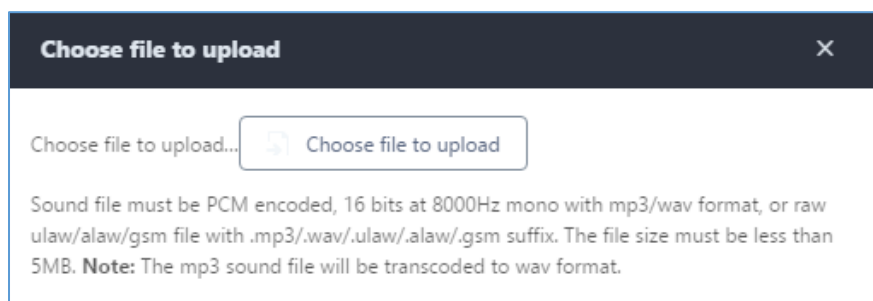 Choose file to upload
Choose file to upload... Choose file to upload
Sound file must be PCM encoded, 16 bits at 8000Hz mono with mp3/wav format, or raw
ulaw/alaw/gsm file with .mp3/.wav/.ulaw/.alaw/.gsm suffix. The file size must be less than
5MB. Note: The mp3 sound file will be transcoded to wav format.